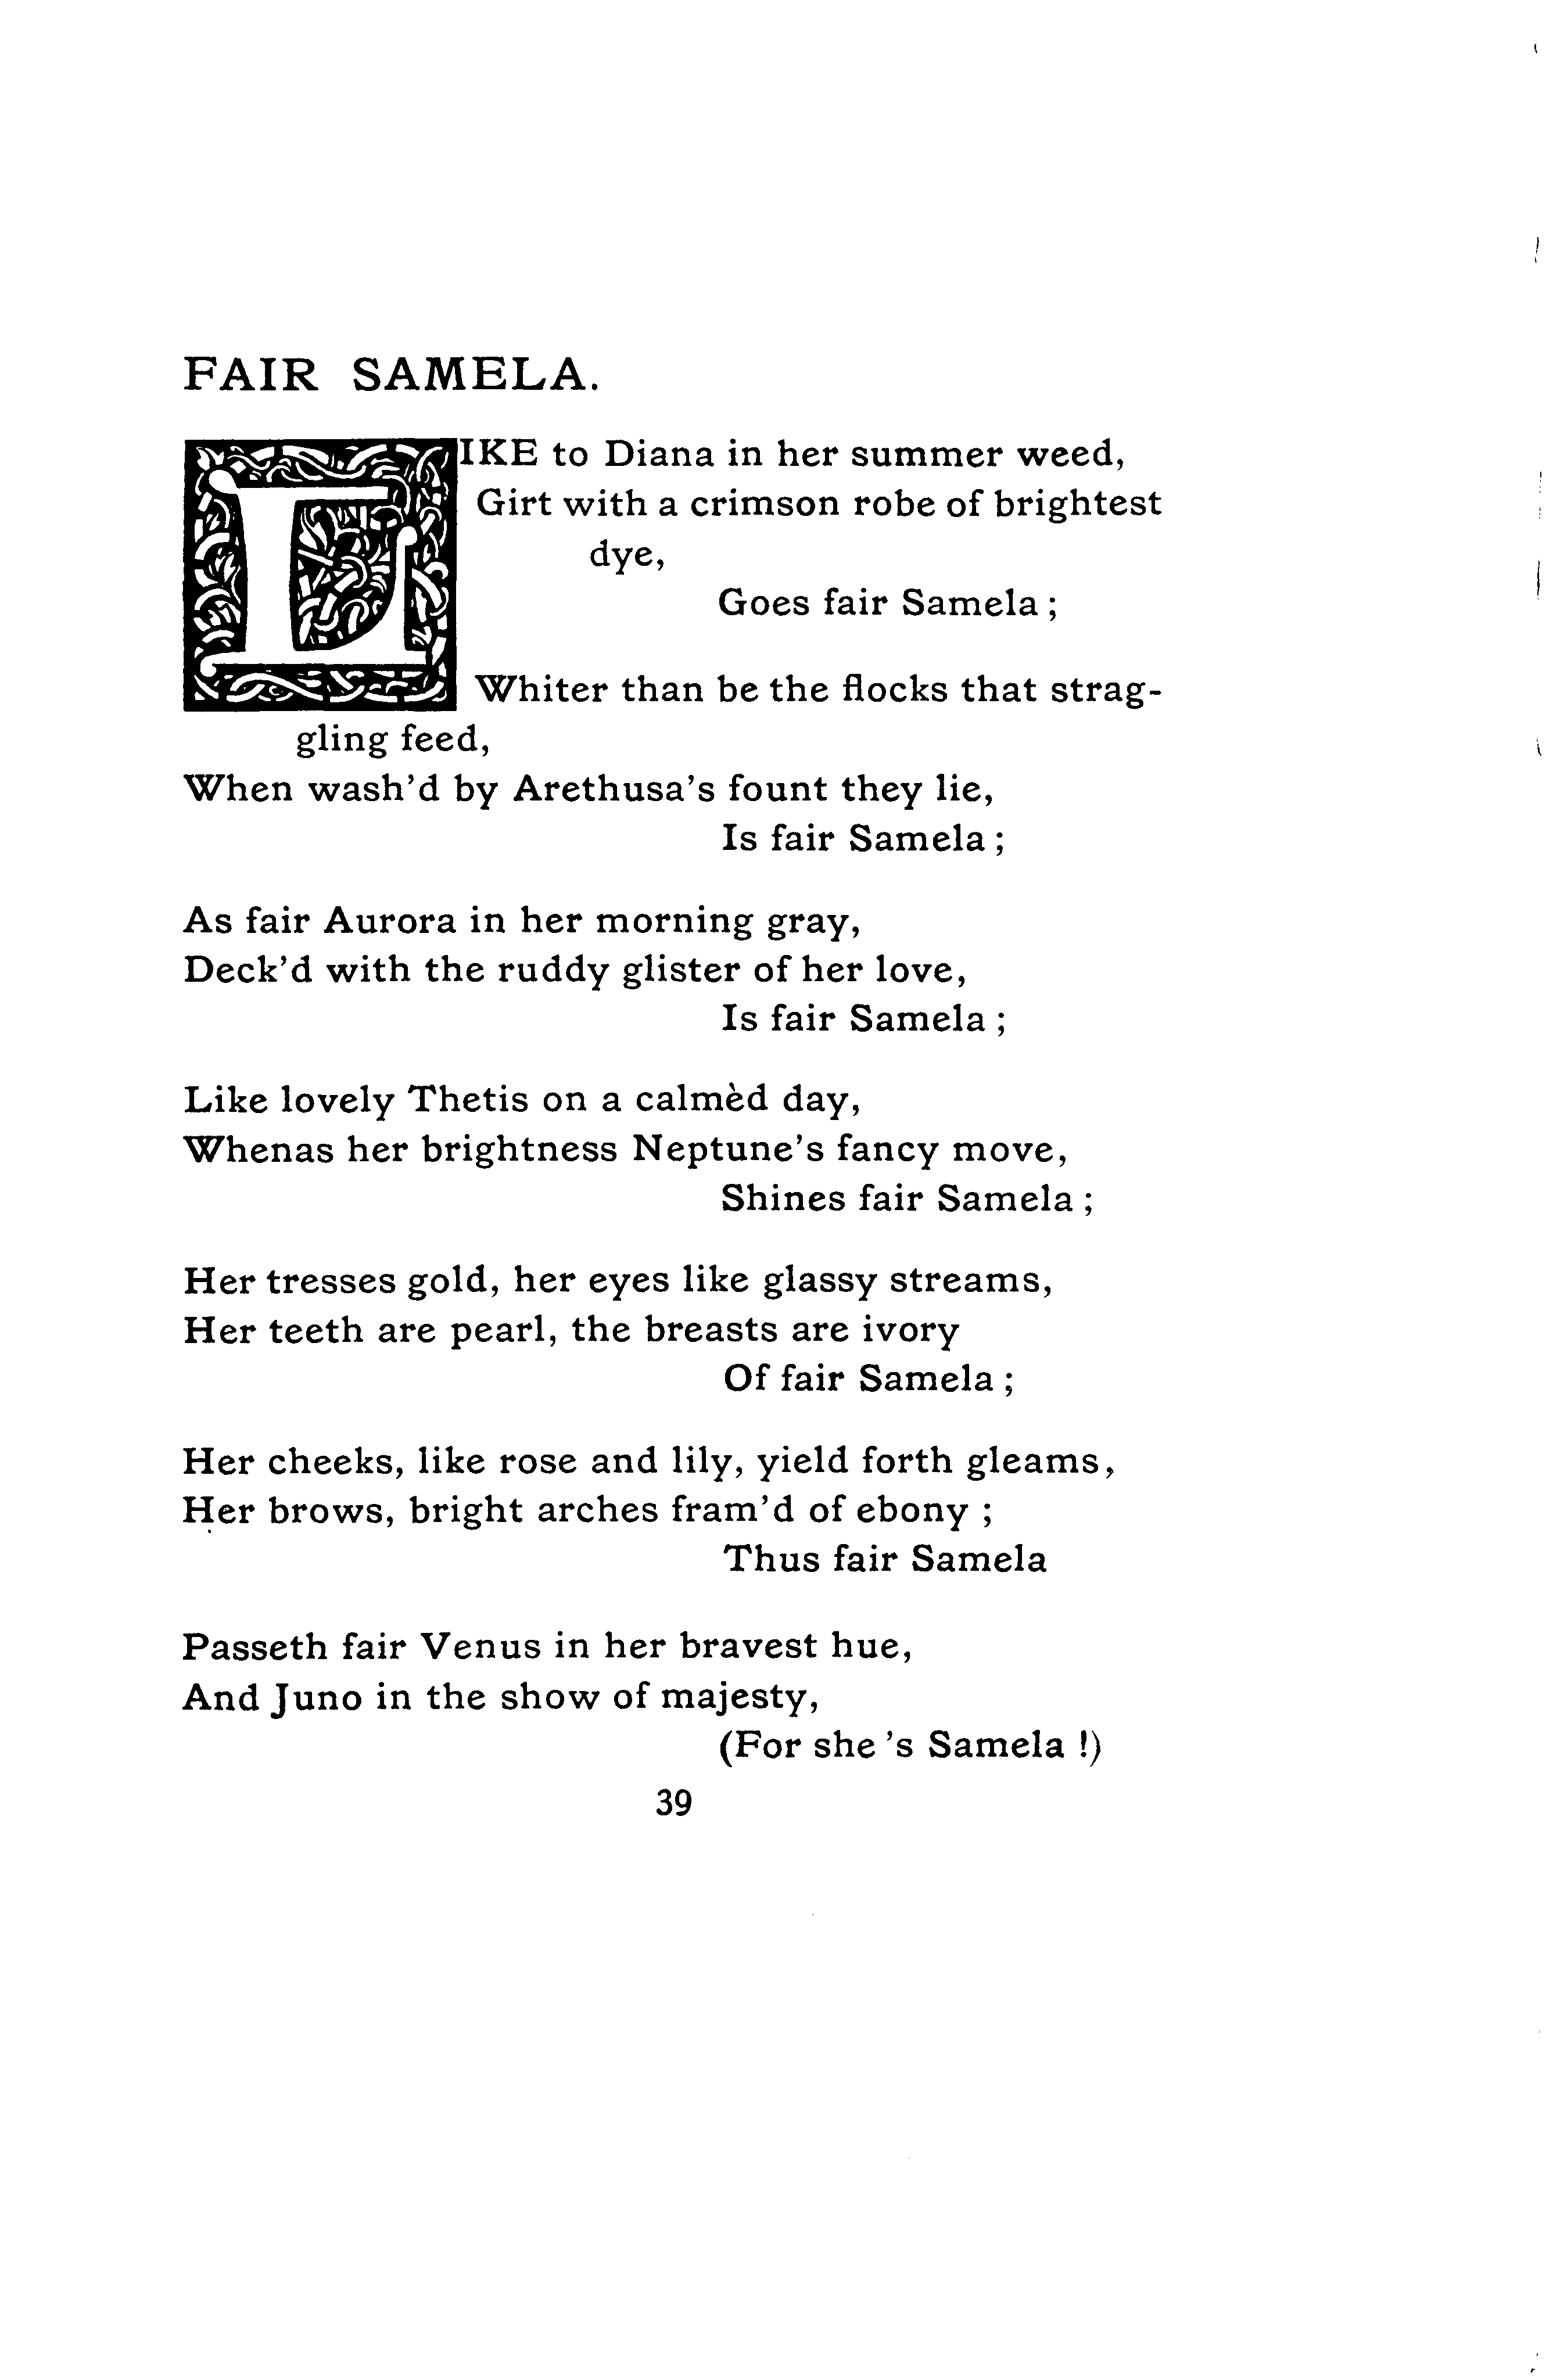 FAIR SAMELA.
LIKE to Diana in her summer weed,
Girt with a crimson robe of brightest
dye,
Goes fair Samela ;
Whiter than be the flocks that strag-
gling feed,
When wash'd by Arethusa's fount they lie,
Is fair Samela ;
As fair Aurora in her morning gray,
Deck'd with the ruddy glister of her love,
Is fair Samela ;
Like lovely Thetis on a calmèd day,
Whenas her brightness Neptune's fancy move,
Shines fair Samela ;
Her tresses gold, her eyes like glassy streams,
Her teeth are pearl, the breasts are ivory
Of fair Samela ;
Her cheeks, like rose and lily, yield forth gleams,
Her brows, bright arches fram'd of ebony ;
Thus fair Samela
Passeth fair Venus in her bravest hue,
And Juno in the show of majesty,
(For she 's Samela !)
39